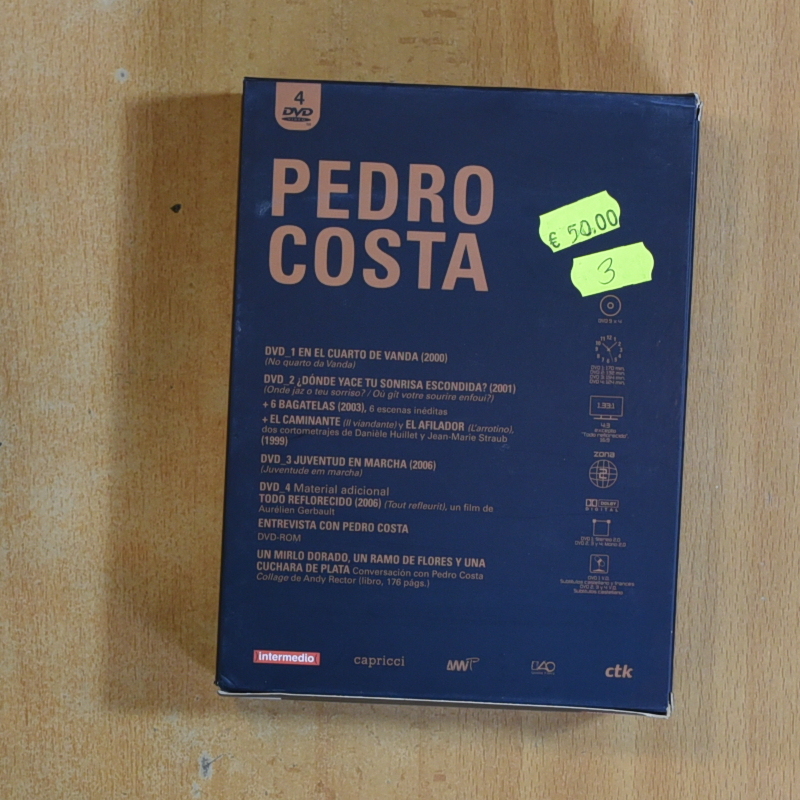 4
DVD
PEDRO
COSTA
€ 50.00
3
DVD_1 EN EL CUARTO DE VANDA (2000)
(No quarto da Vanda)
DVD_2 ¿DÓNDE YACE TU SONRISA ESCONDIDA? (2001)
(Onde jaz o teu sorriso? / Où gît votre sourire enfoui?)
+ 6 BAGATELAS (2003), 6 escenas inéditas
+ EL CAMINANTE (Il viandante) y EL AFILADOR (L'arrotino),
dos cortometrajes de Danièle Huillet y Jean-Marie Straub
(1999)
DVD_3 JUVENTUD EN MARCHA (2006)
(Juventude em marcha)
DVD_4 Material adicional
TODO REFLORECIDO (2006) (Tout refleurit), un film de
Aurélien Gerbault
ENTREVISTA CON PEDRO COSTA
DVD-ROM
UN MIRLO DORADO, UN RAMO DE FLORES Y UNA
CUCHARA DE PLATA Conversación con Pedro Costa
Collage de Andy Rector (libro, 176 págs.)
zona
2
DOLBY
DIGITAL
intermedio
capricci
ctk